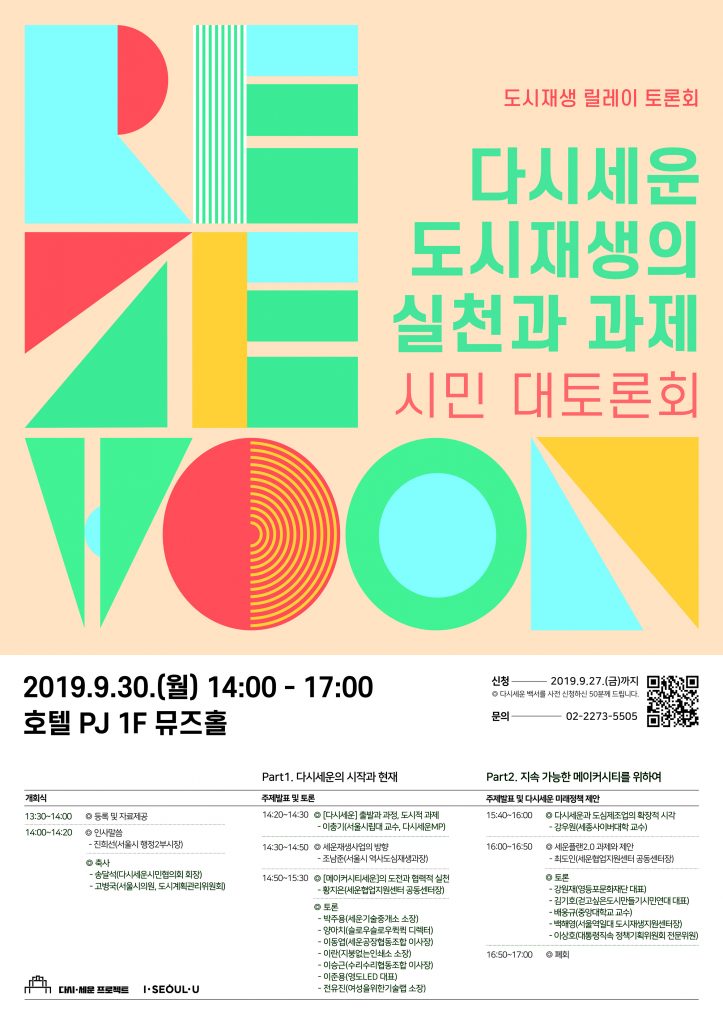 RE
ZE
WOON
도시재생 릴레이 토론회
다시세운
도시재생의
실천과 과제
시민 대토론회
2019.9.30.(월) 14:00 - 17:00
호텔 PJ 1F 뮤즈홀
신청 2019.9.27.(금)까지
◎ 다시세운 백서를 사전 신청하신 50분께 드립니다.
문의 02-2273-5505
개회식
13:30~14:00 ◎ 등록 및 자료제공
14:00~14:20 ◎ 인사말씀
- 진희선(서울시 행정2부시장)
◎ 축사
- 송달석(다시세운시민협의회 회장)
- 고병국(서울시의원, 도시계획관리위원회)
Part1. 다시세운의 시작과 현재
주제발표 및 토론
14:20~14:30 ◎ [다시세운] 출발과 과정, 도시적 과제
- 이충기(서울시립대 교수, 다시세운MP)
14:30~14:50 ◎ 세운재생사업의 방향
- 조남준(서울시 역사도심재생과장)
14:50~15:30 ◎ [메이커시티세운]의 도전과 협력적 실천
- 황지은(세운협업지원센터 공동센터장)
◎ 토론
- 박주용(세운기술중개소 소장)
- 양아치(슬로우슬로우퀵퀵 디렉터)
- 이동엽(세운공장협동조합 이사장)
- 이란(지붕없는인쇄소 소장)
- 이승근(수리수리협동조합 이사장)
- 이준용(영도LED 대표)
- 전유진(여성을위한기술랩 소장)
Part2. 지속 가능한 메이커시티를 위하여
주제발표 및 다시세운 미래정책 제안
15:40~16:00 ◎ 다시세운과 도심제조업의 확장적 시각
- 강우원(세종사이버대학 교수)
16:00~16:50 ◎ 세운플랜2.0 과제와 제안
- 최도인(세운협업지원센터 공동센터장)
◎ 토론
- 강원재(영등포문화재단 대표)
- 김기호(걷고싶은도시만들기시민연대 대표)
- 배웅규(중앙대학교 교수)
- 백해영(서울역일대 도시재생지원센터장)
- 이상호(대통령직속 정책기획위원회 전문위원)
16:50~17:00 ◎ 폐회
다시·세운 프로젝트 I·SEOUL·U